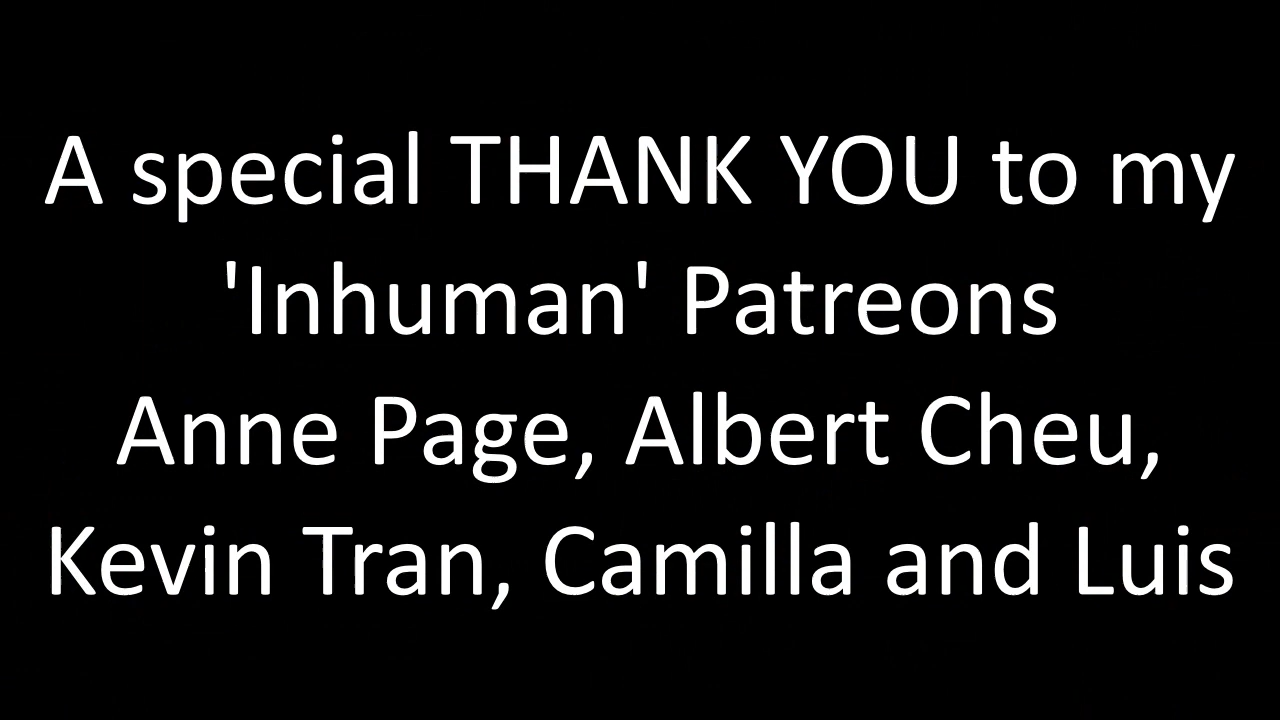 A special THANK YOU to my
'Inhuman' Patreons
Anne Page, Albert Cheu,
Kevin Tran, Camilla and Luis